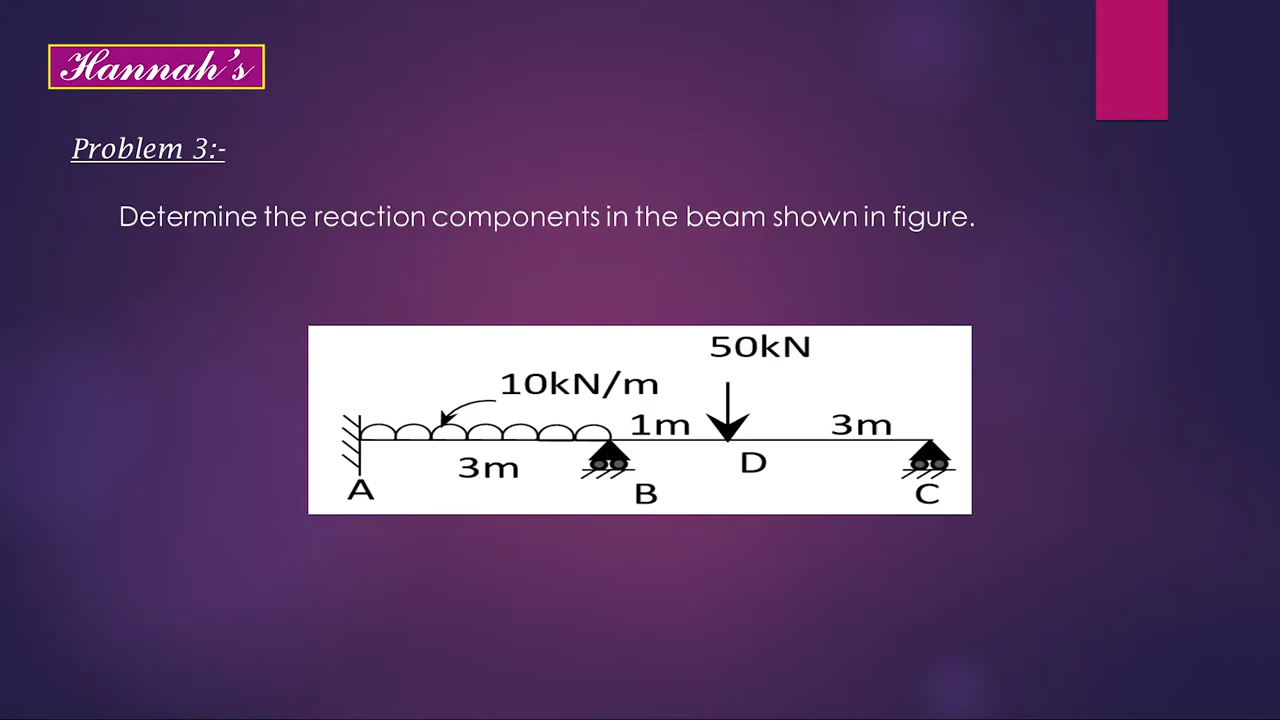 Hannah's
Problem 3:-
Determine the reaction components in the beam shown in figure.
50kN
10kN/m
1m
3m
3m
D
A
B
C